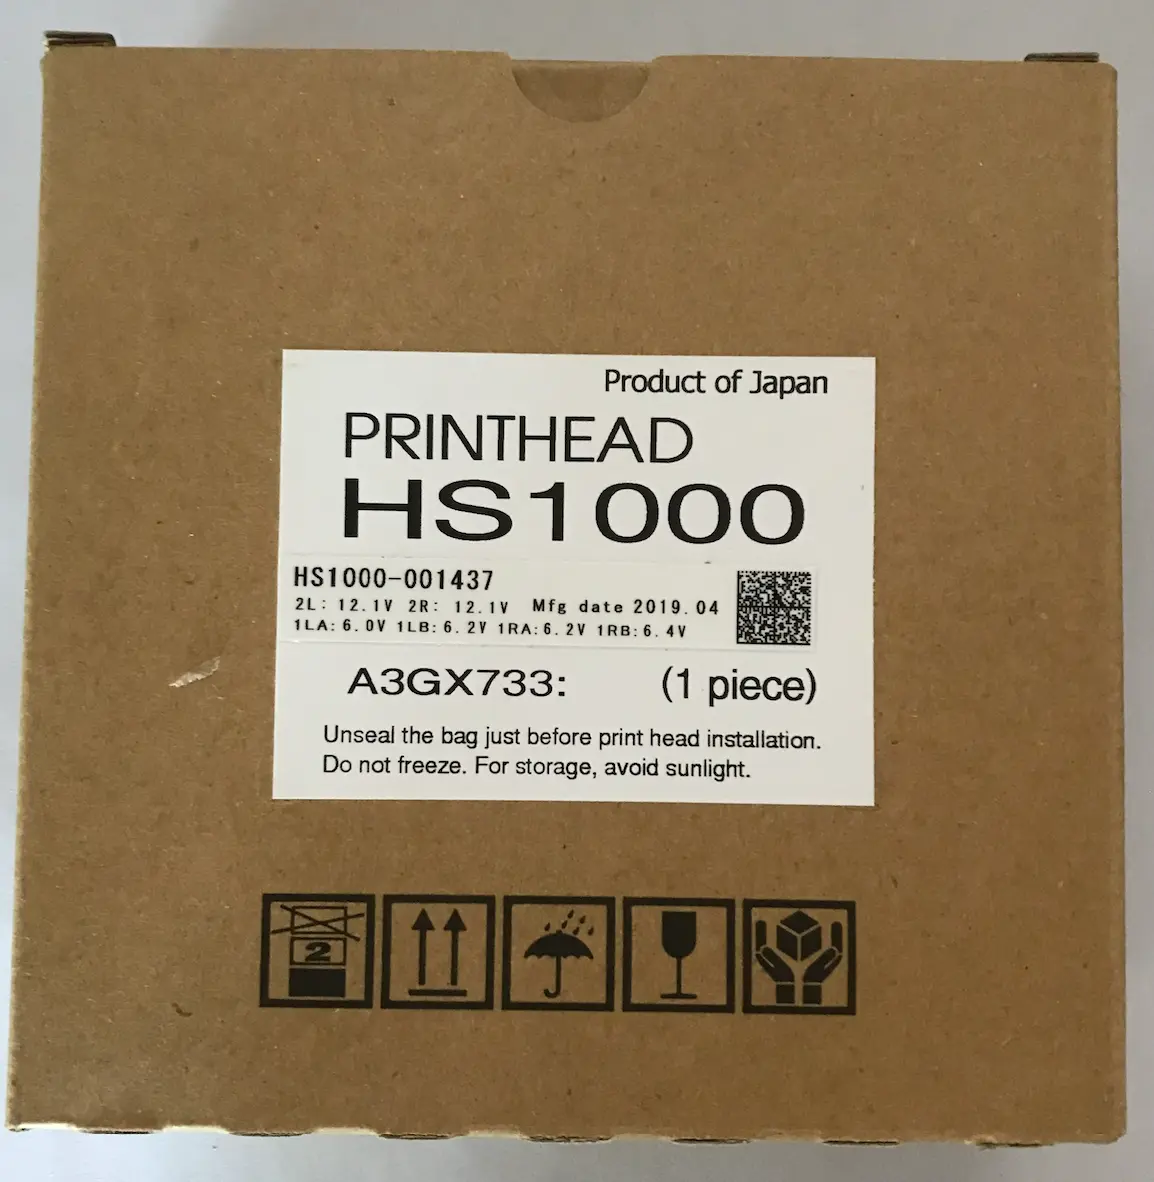 Product of Japan
PRINTHEAD
HS1000
HS1000-001437
2L: 12.1V 2R: 12.1V Mfg date 2019.04
1LA:6.0V 1LB:6.2V 1RA:6.2V 1RB:6.4V
A3GX733: (1 piece)
Unseal the bag just before print head installation.
Do not freeze. For storage, avoid sunlight.
2